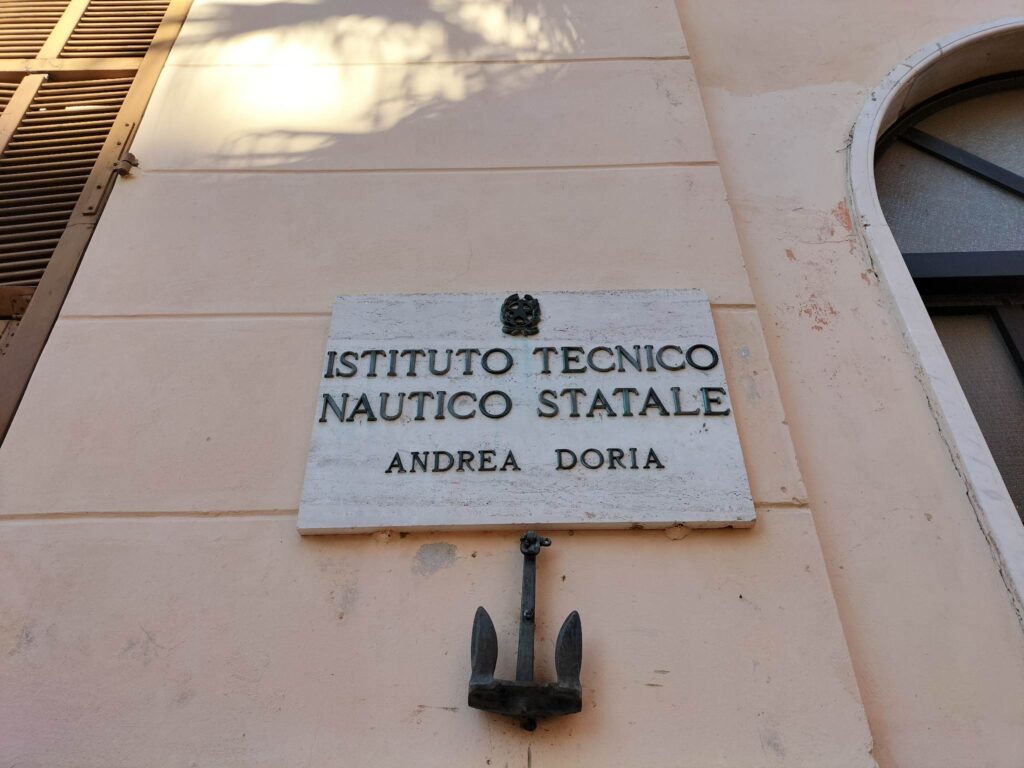 ISTITUTO TECNICO
NAUTICO STATALE
ANDREA DORIA